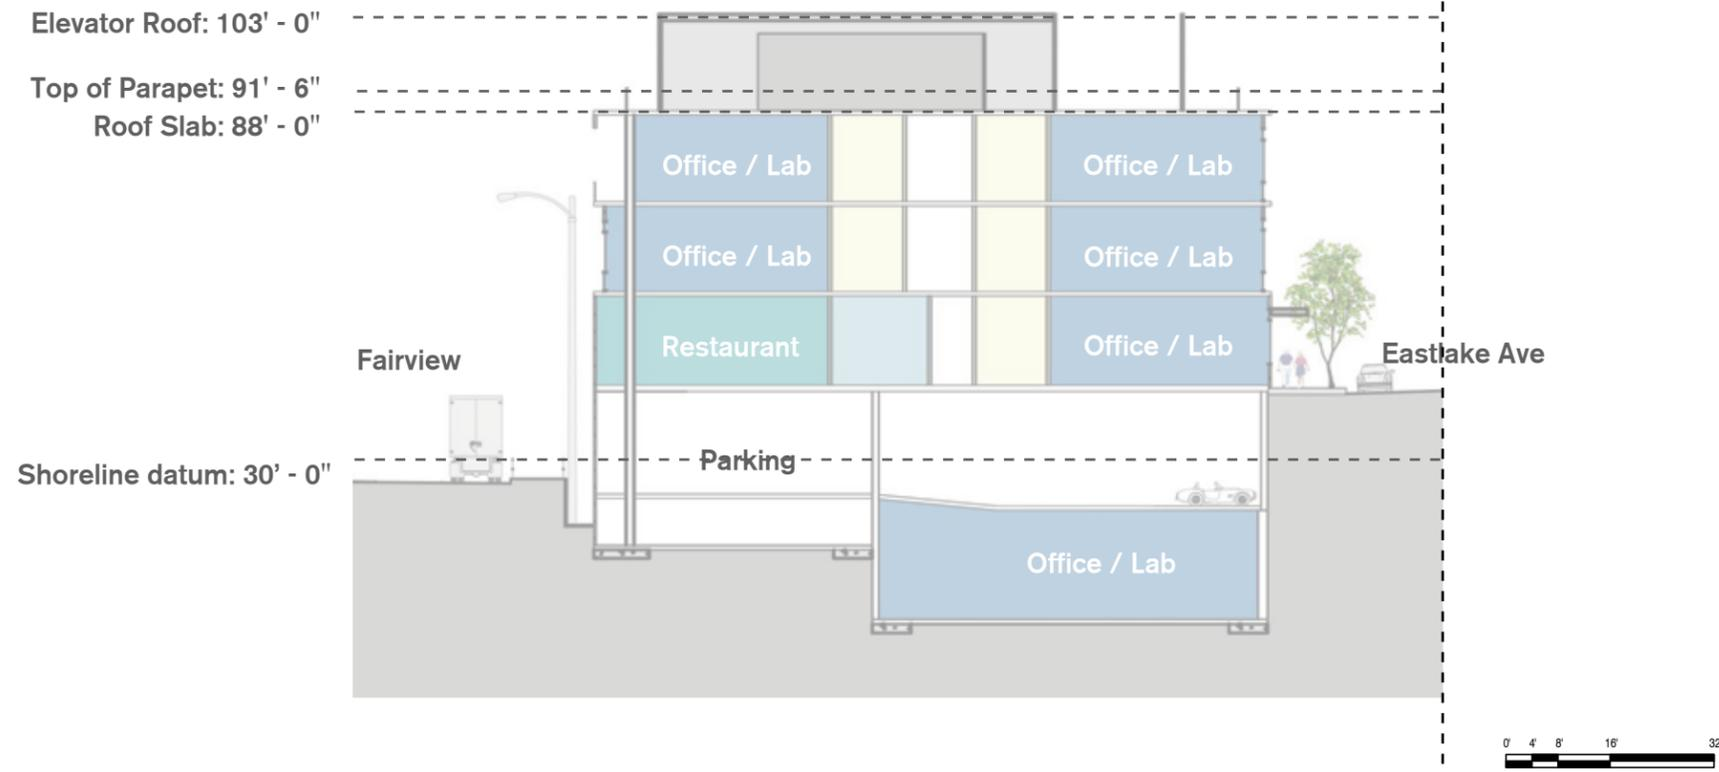 Elevator Roof: 103' - 0"
Top of Parapet: 91' - 6"
Roof Slab: 88' - 0"
Office / Lab
Office / Lab
Office / Lab
Office / Lab
Restaurant
Office / Lab
Fairview
Eastlake Ave
Parking
Shoreline datum: 30’ - 0"
Office / Lab
0' 4' 8' 16' 32